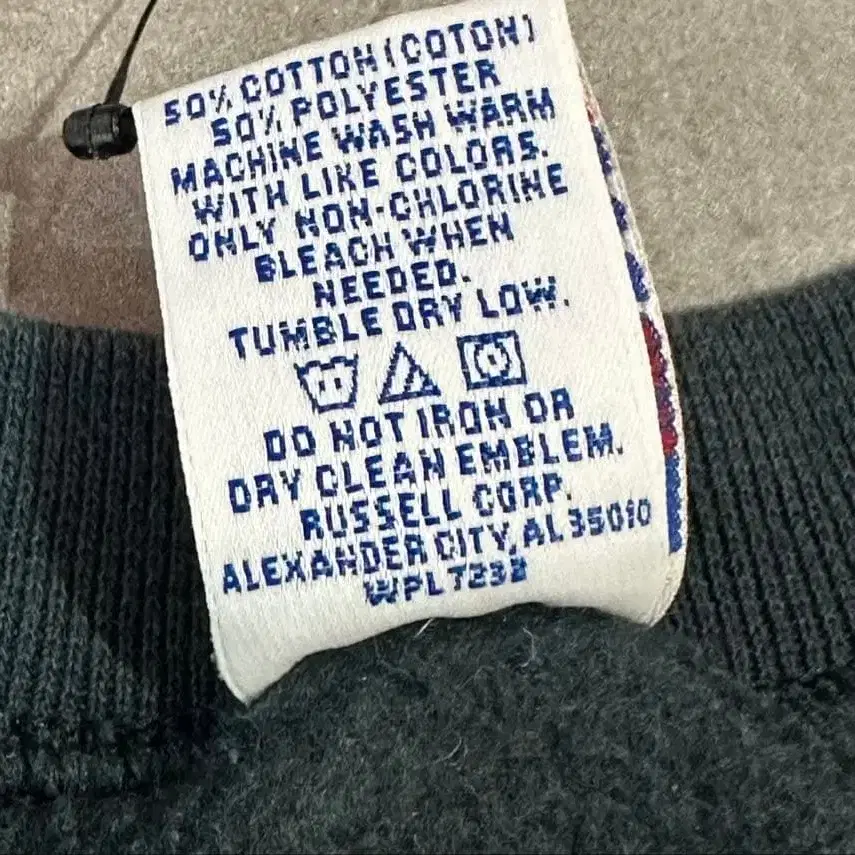 50% COTTON (COTON)
50% POLYESTER
MACHINE WASH WARM
WITH LIKE COLORS.
ONLY NON-CHLORINE
BLEACH WHEN
NEEDED.
TUMBLE DRY LOW.
DO NOT IRON OR
DRY CLEAN EMBLEM.
RUSSELL CORP.
ALEXANDER CITY, AL 35010
WPL 7232